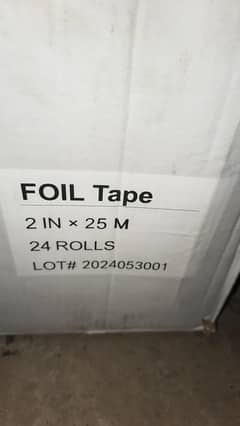 FOIL Tape
2 IN × 25 M
24 ROLLS
LOT# 2024053001